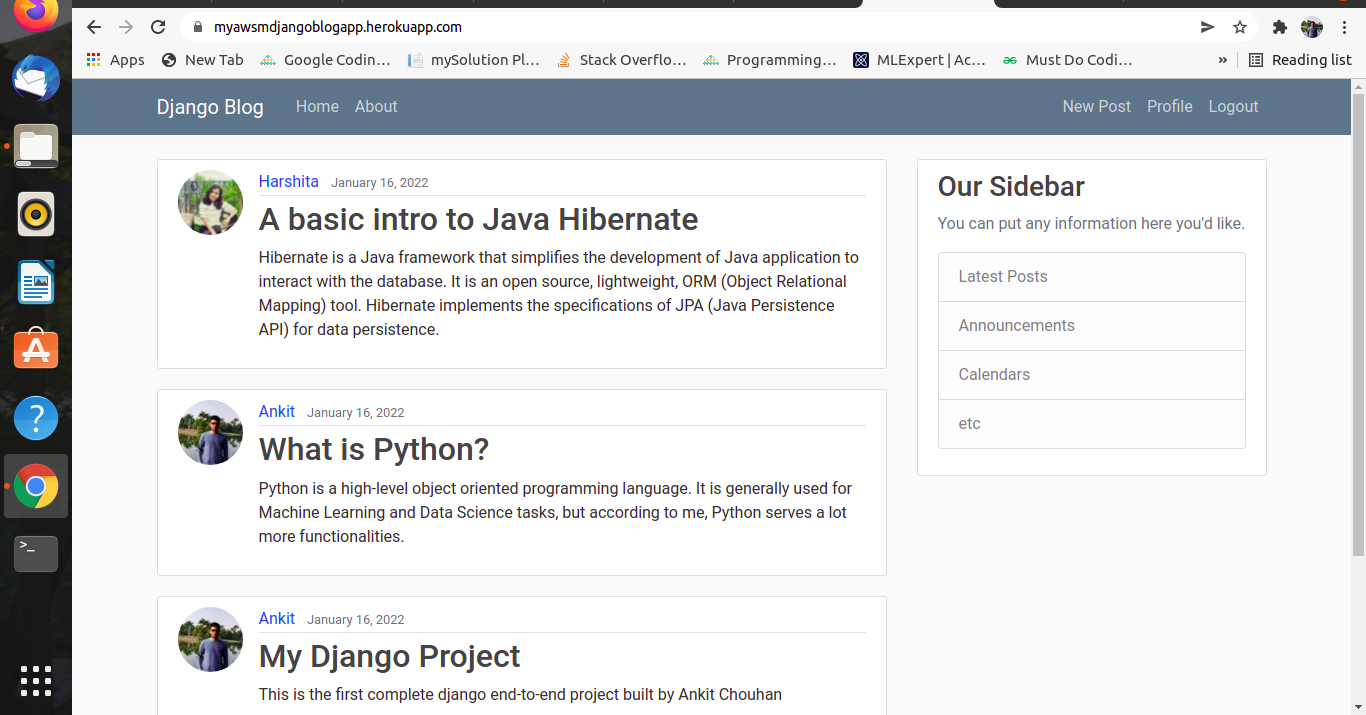 myawsmdjangoblogapp.herokuapp.com
Apps New Tab Google Codin... mySolution Pl... Stack Overflo... Programming... MLExpert | Ac... Must Do Codi... » Reading list
Django Blog Home About New Post Profile Logout
Harshita January 16, 2022
A basic intro to Java Hibernate
Hibernate is a Java framework that simplifies the development of Java application to
interact with the database. It is an open source, lightweight, ORM (Object Relational
Mapping) tool. Hibernate implements the specifications of JPA (Java Persistence
API) for data persistence.
Ankit January 16, 2022
What is Python?
Python is a high-level object oriented programming language. It is generally used for
Machine Learning and Data Science tasks, but according to me, Python serves a lot
more functionalities.
Ankit January 16, 2022
My Django Project
This is the first complete django end-to-end project built by Ankit Chouhan
Our Sidebar
You can put any information here you'd like.
Latest Posts
Announcements
Calendars
etc